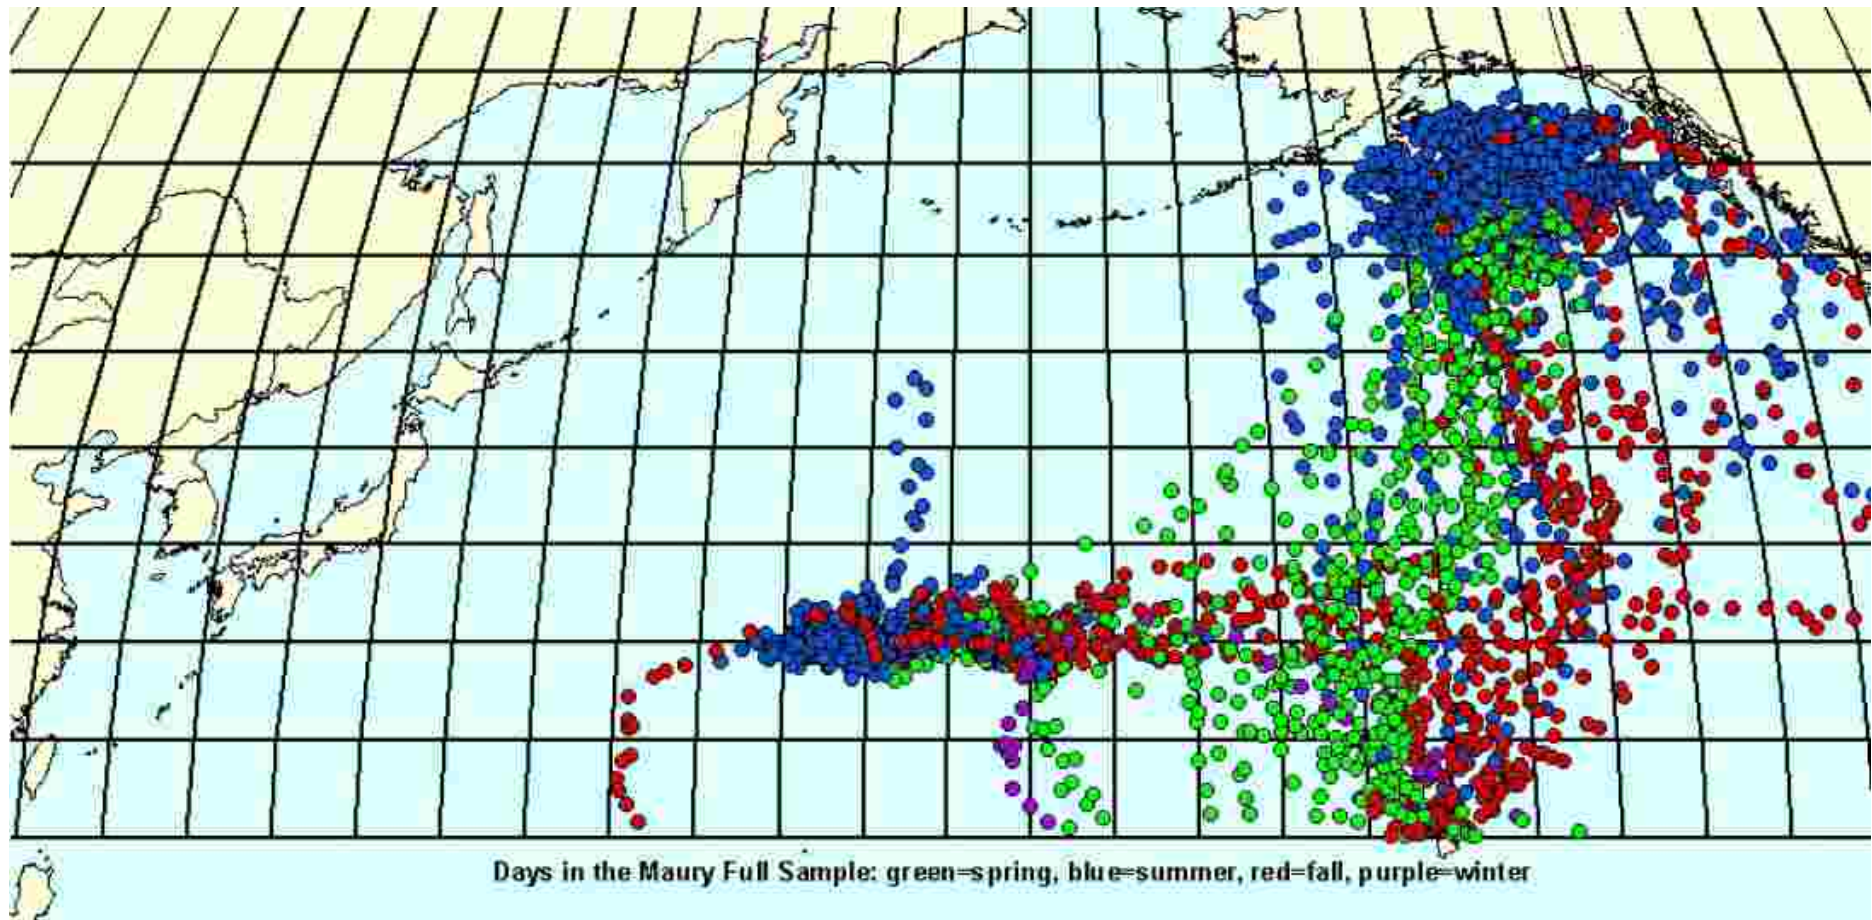 Days in the Maury Full Sample: green=spring, blue=summer, red=fall, purple=winter